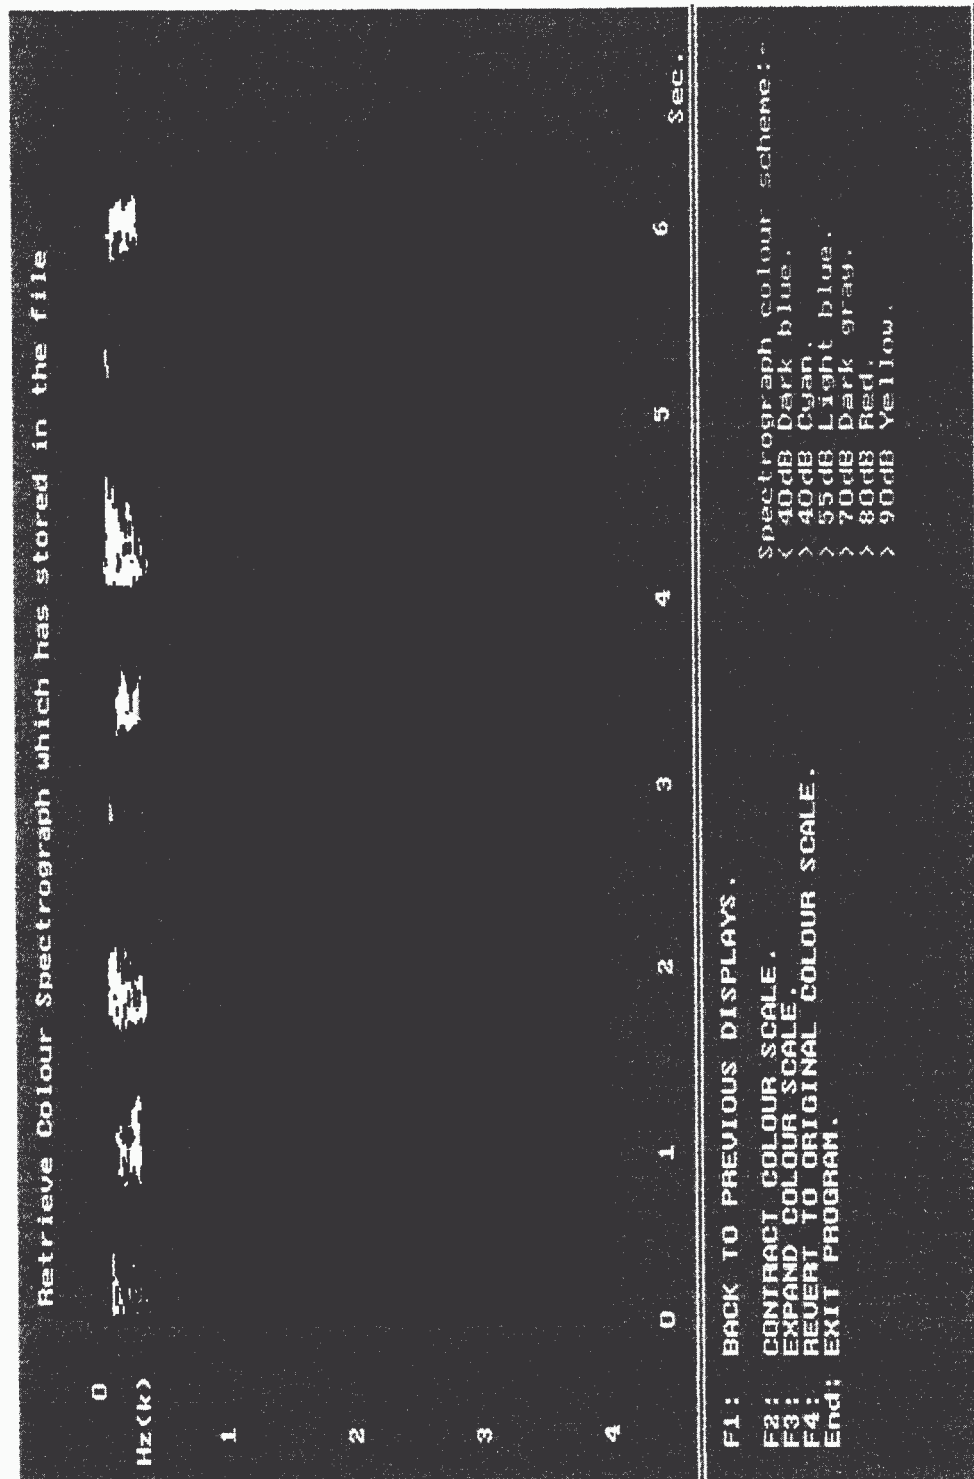 Retrieve Colour Spectrograph which has stored in the file
0
Hz(k)
1
2
3
4
0 1 2 3 4 5 6 Sec.
F1: BACK TO PREVIOUS DISPLAYS.
F2: CONTRACT COLOUR SCALE.
F3: EXPAND COLOUR SCALE.
F4: REVERT TO ORIGINAL COLOUR SCALE.
End: EXIT PROGRAM.
Spectrograph colour scheme:-
< 40dB Dark blue.
> 40dB Cyan.
> 55dB Light blue.
> 70dB Dark gray.
> 80dB Red.
> 90dB Yellow.